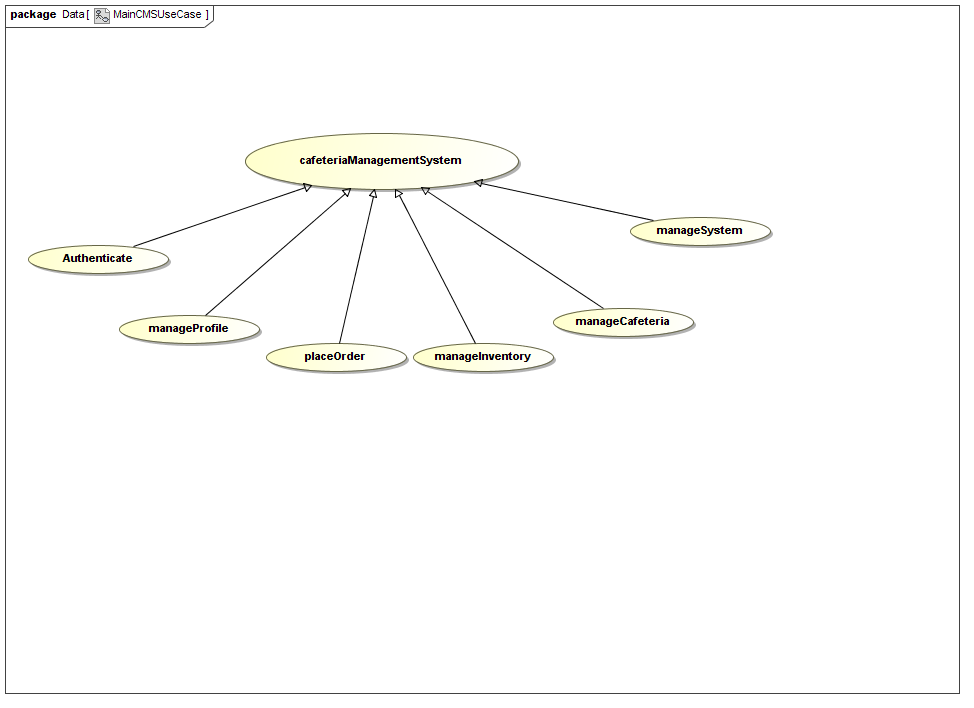 package Data [ MainCMSUseCase ]
cafeteriaManagementSystem
manageSystem
Authenticate
manageCafeteria
manageProfile
placeOrder
manageInventory